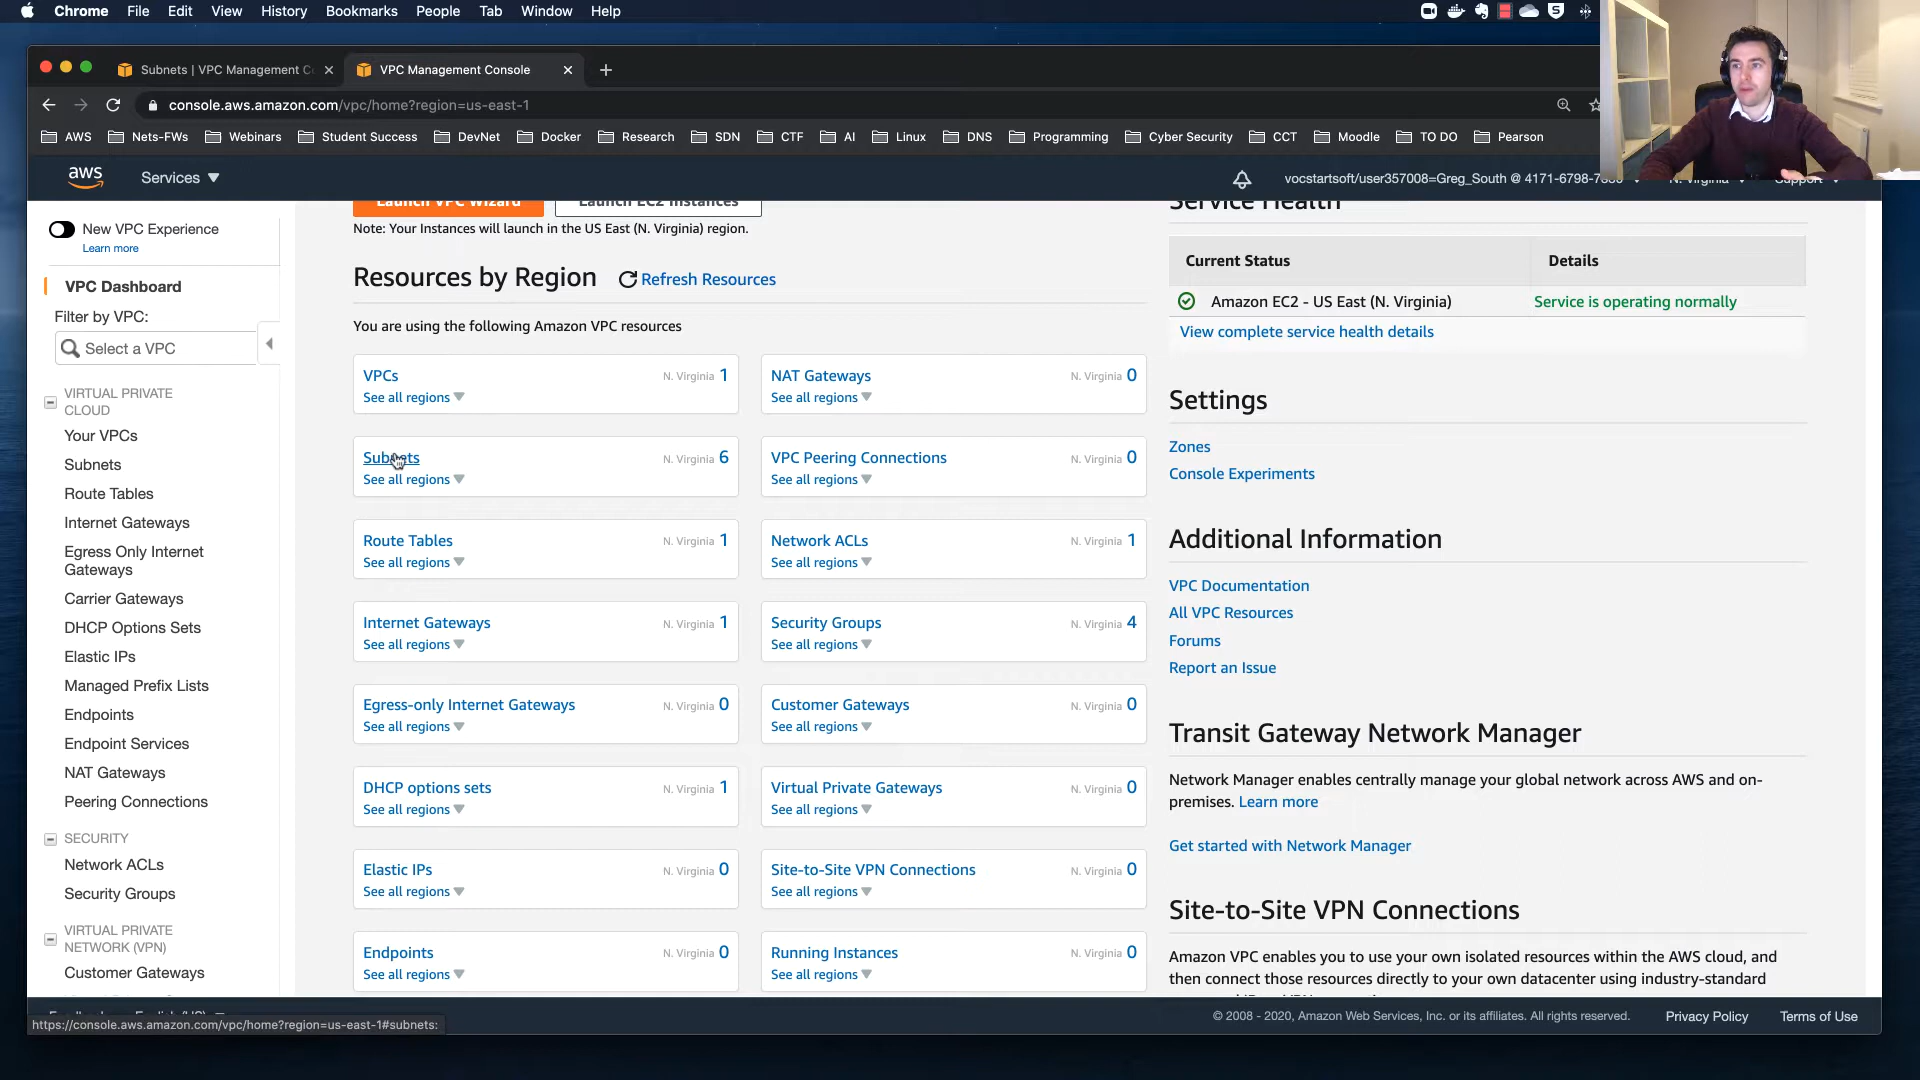 Chrome File Edit View History Bookmarks People Tab Window Help
Subnets | VPC Management C
VPC Management Console
console.aws.amazon.com/vpc/home?region=us-east-1
AWS Nets-FWs Webinars Student Success DevNet Docker Research SDN CTF AI Linux DNS Programming Cyber Security CCT Moodle TO DO Pearson
aws Services
vocstartsoft/user357008=Greg_South @ 4171-6798-
New VPC Experience
Learn more
VPC Dashboard
Filter by VPC:
Select a VPC
VIRTUAL PRIVATE
CLOUD
Your VPCs
Subnets
Route Tables
Internet Gateways
Egress Only Internet
Gateways
Carrier Gateways
DHCP Options Sets
Elastic IPs
Managed Prefix Lists
Endpoints
Endpoint Services
NAT Gateways
Peering Connections
SECURITY
Network ACLs
Security Groups
VIRTUAL PRIVATE
NETWORK (VPN)
Customer Gateways
Launch VPC Wizard
Launch EC2 Instances
Note: Your Instances will launch in the US East (N. Virginia) region.
Resources by Region
Refresh Resources
You are using the following Amazon VPC resources
VPCs N. Virginia 1
See all regions
NAT Gateways N. Virginia 0
See all regions
Subnets N. Virginia 6
See all regions
VPC Peering Connections N. Virginia 0
See all regions
Route Tables N. Virginia 1
See all regions
Network ACLs N. Virginia 1
See all regions
Internet Gateways N. Virginia 1
See all regions
Security Groups N. Virginia 4
See all regions
Egress-only Internet Gateways N. Virginia 0
See all regions
Customer Gateways N. Virginia 0
See all regions
DHCP options sets N. Virginia 1
See all regions
Virtual Private Gateways N. Virginia 0
See all regions
Elastic IPs N. Virginia 0
See all regions
Site-to-Site VPN Connections N. Virginia 0
See all regions
Endpoints N. Virginia 0
See all regions
Running Instances N. Virginia 0
See all regions
Service Health
Current Status Details
Amazon EC2 - US East (N. Virginia) Service is operating normally
View complete service health details
Settings
Zones
Console Experiments
Additional Information
VPC Documentation
All VPC Resources
Forums
Report an Issue
Transit Gateway Network Manager
Network Manager enables centrally manage your global network across AWS and on-
premises. Learn more
Get started with Network Manager
Site-to-Site VPN Connections
Amazon VPC enables you to use your own isolated resources within the AWS cloud, and
then connect those resources directly to your own datacenter using industry-standard
© 2008 - 2020, Amazon Web Services, Inc. or its affiliates. All rights reserved. Privacy Policy Terms of Use
https://console.aws.amazon.com/vpc/home?region=us-east-1#subnets: